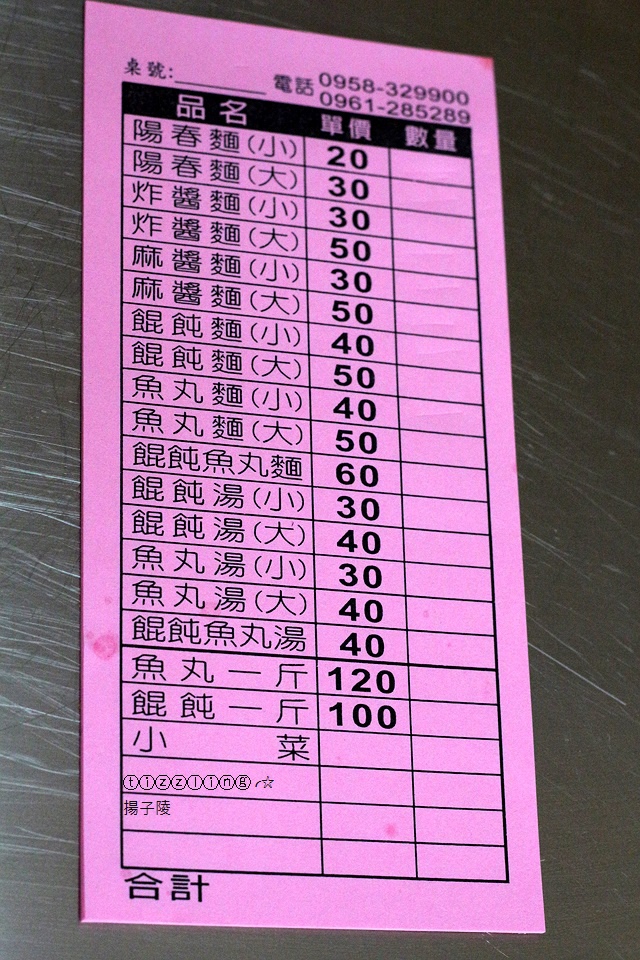 桌號:_______ 電話 0958-329900
0961-285289
品名 單價 數量
陽春麵(小) 20
陽春麵(大) 30
炸醬麵(小) 30
炸醬麵(大) 50
麻醬麵(小) 30
麻醬麵(大) 50
餛飩麵(小) 40
餛飩麵(大) 50
魚丸麵(小) 40
魚丸麵(大) 50
餛飩魚丸麵 60
餛飩湯(小) 30
餛飩湯(大) 40
魚丸湯(小) 30
魚丸湯(大) 40
餛飩魚丸湯 40
魚丸一斤 120
餛飩一斤 100
小菜
ⓣⓘⓩⓩⓛⓘⓝⓖ╭☆
揚子陵
合計